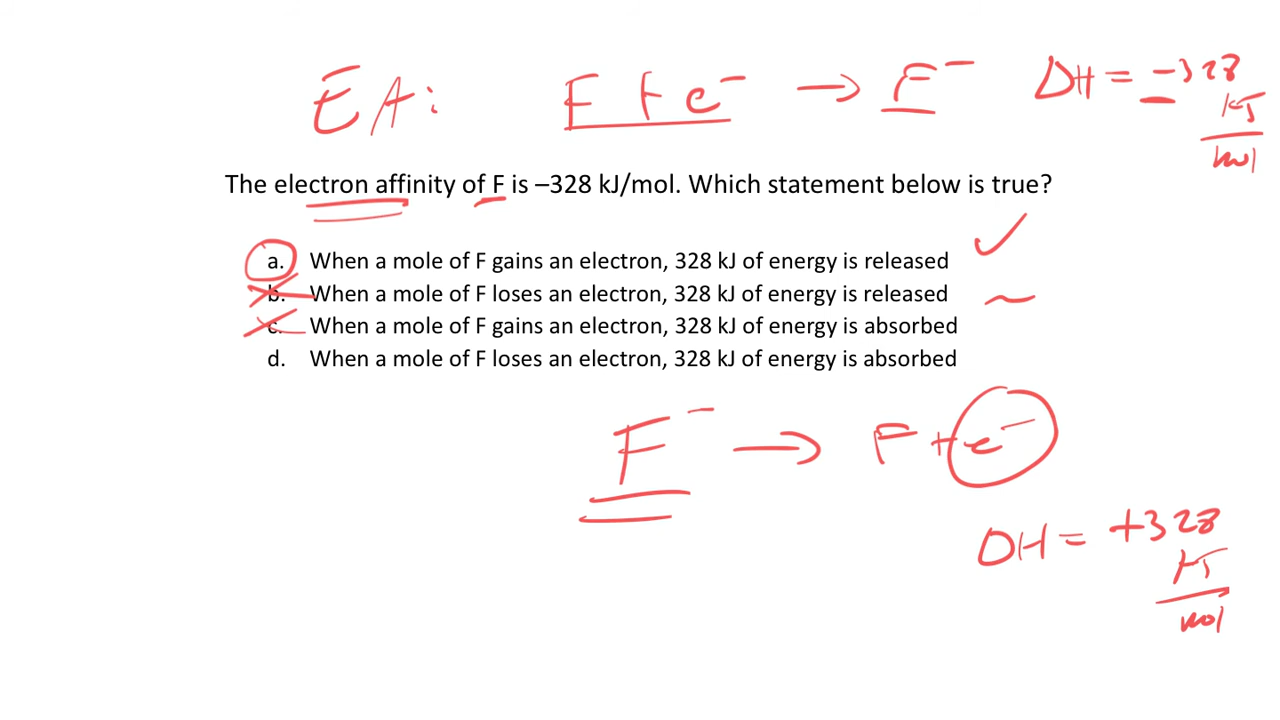 EA: F + e⁻ → F⁻ ΔH = -328 kJ/mol
The electron affinity of F is –328 kJ/mol. Which statement below is true?
a. When a mole of F gains an electron, 328 kJ of energy is released
b. When a mole of F loses an electron, 328 kJ of energy is released
c. When a mole of F gains an electron, 328 kJ of energy is absorbed
d. When a mole of F loses an electron, 328 kJ of energy is absorbed
F⁻ → F + e⁻
ΔH = +328 kJ/mol